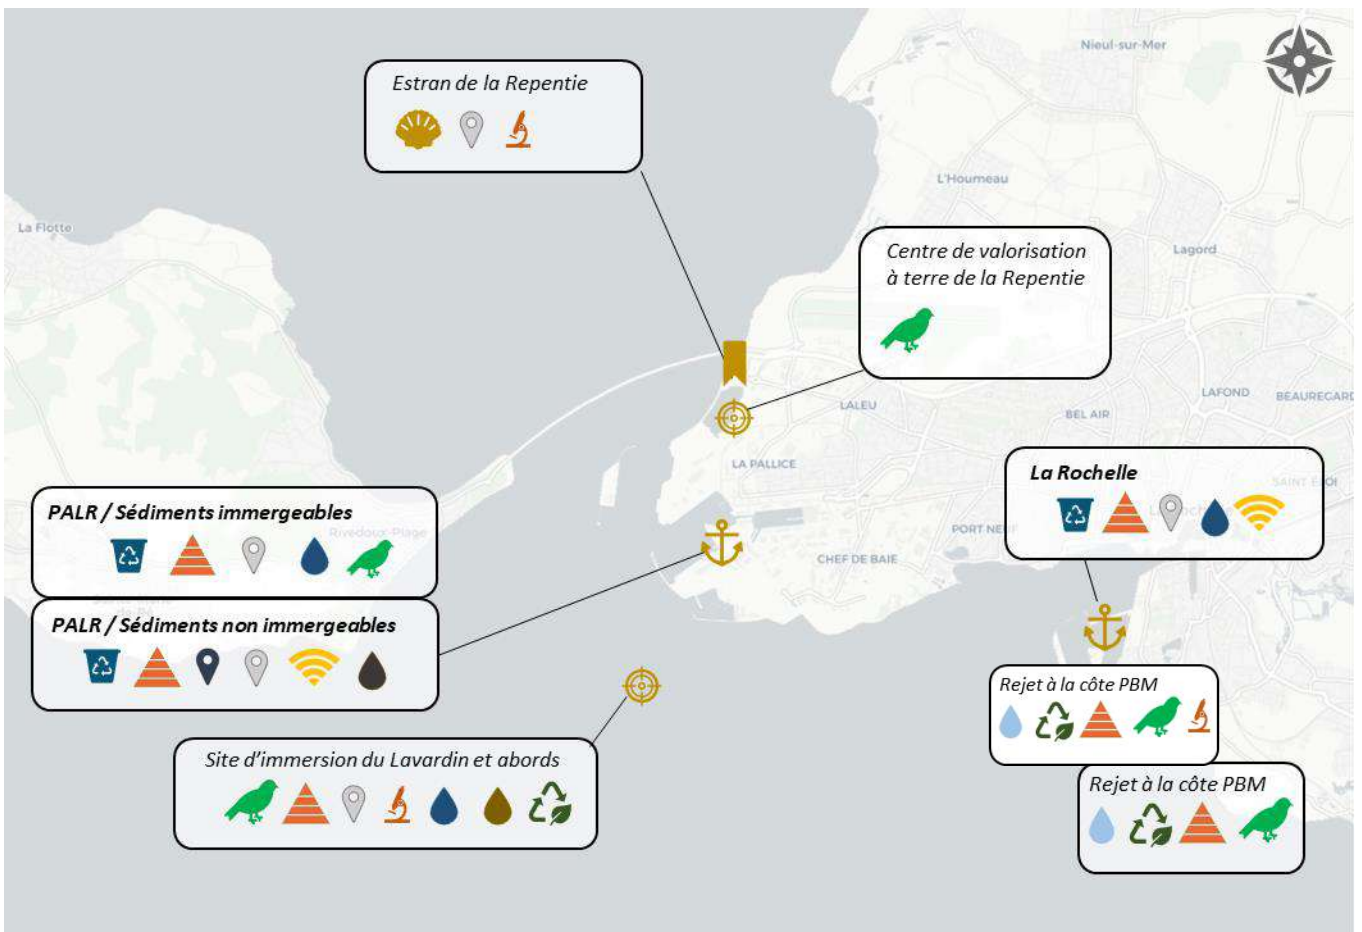 Nieul-sur-Mer
Estran de la Repentie
L'Houmeau
La Flotte
Centre de valorisation
à terre de la Repentie
Lagord
LAFOND
BEAUREGARD
LALEU
BEL AIR
LA PALLICE
La Rochelle
PALR / Sédiments immergeables
Rivedoux-Plage
PORT NEUF
CHEF DE BAIE
PALR / Sédiments non immergeables
Rejet à la côte PBM
Site d'immersion du Lavardin et abords
Rejet à la côte PBM